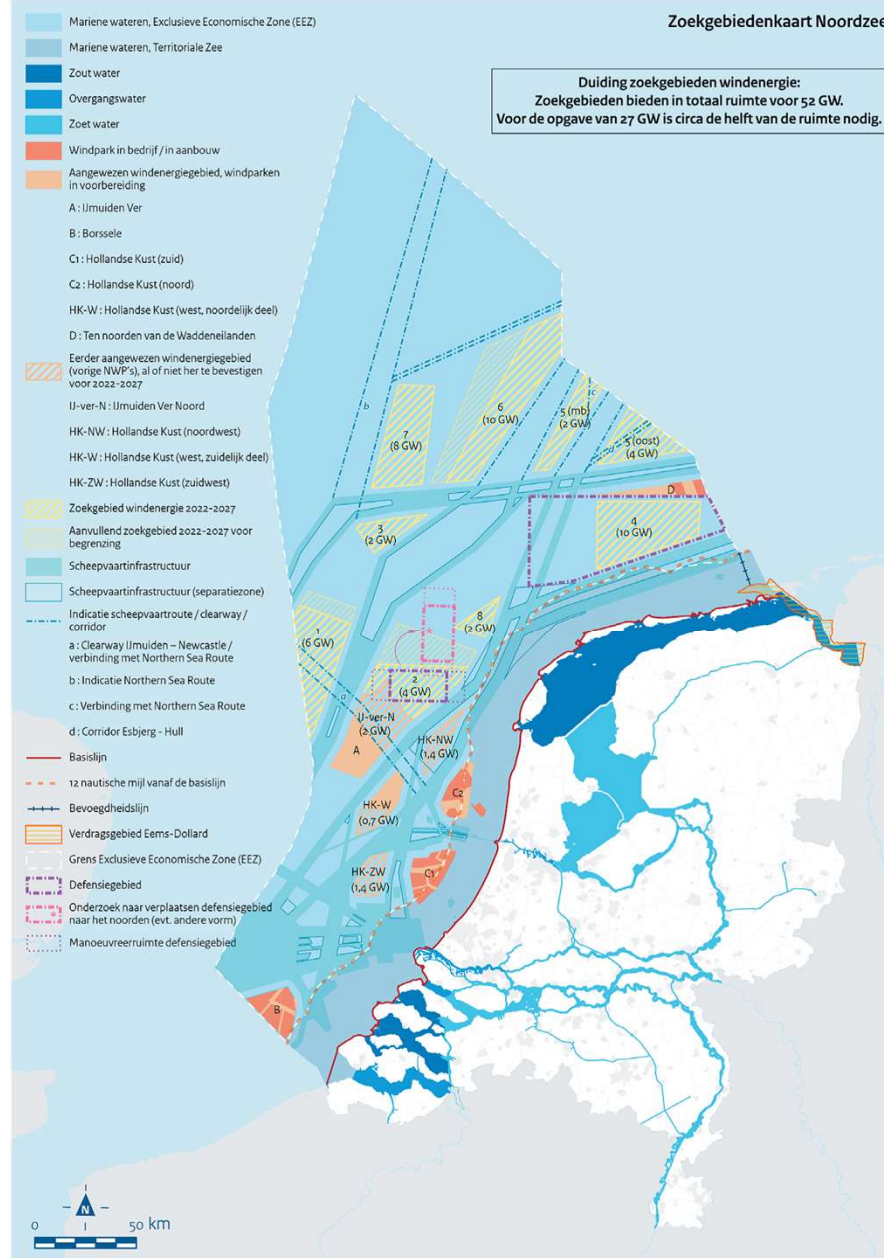 Zoekgebiedenkaart Noordzee
Duiding zoekgebieden windenergie:
Zoekgebieden bieden in totaal ruimte voor 52 GW.
Voor de opgave van 27 GW is circa de helft van de ruimte nodig.
Mariene wateren, Exclusieve Economische Zone (EEZ)
Mariene wateren, Territoriale Zee
Zout water
Overgangswater
Zoet water
Windpark in bedrijf / in aanbouw
Aangewezen windenergiegebied, windparken
in voorbereiding
A : IJmuiden Ver
B : Borssele
C1 : Hollandse Kust (zuid)
C2 : Hollandse Kust (noord)
HK-W : Hollandse Kust (west, noordelijk deel)
D : Ten noorden van de Waddeneilanden
Eerder aangewezen windenergiegebied
(vorige NWP's), al of niet her te bevestigen
voor 2022-2027
IJ-ver-N : IJmuiden Ver Noord
HK-NW : Hollandse Kust (noordwest)
HK-W : Hollandse Kust (west, zuidelijk deel)
HK-ZW : Hollandse Kust (zuidwest)
Zoekgebied windenergie 2022-2027
Aanvullend zoekgebied 2022-2027 voor
begrenzing
Scheepvaartinfrastructuur
Scheepvaartinfrastructuur (separatiezone)
Indicatie scheepvaartroute / clearway /
corridor
a : Clearway IJmuiden – Newcastle /
verbinding met Northern Sea Route
b : Indicatie Northern Sea Route
c : Verbinding met Northern Sea Route
d : Corridor Esbjerg - Hull
Basislijn
12 nautische mijl vanaf de basislijn
Bevoegdheidslijn
Verdragsgebied Eems-Dollard
Grens Exclusieve Economische Zone (EEZ)
Defensiegebied
Onderzoek naar verplaatsen defensiegebied
naar het noorden (evt. andere vorm)
Manoeuvreerruimte defensiegebied
b
7
(8 GW)
6
(10 GW)
c
5 (mb)
(2 GW)
d
5 (oost)
(4 GW)
D
3
(2 GW)
4
(10 GW)
1
(6 GW)
8
(2 GW)
a
2
(4 GW)
IJ-ver-N
(2 GW)
A
HK-NW
(1,4 GW)
C2
HK-W
(0,7 GW)
HK-ZW
(1,4 GW)
C1
B
N
0 50 km